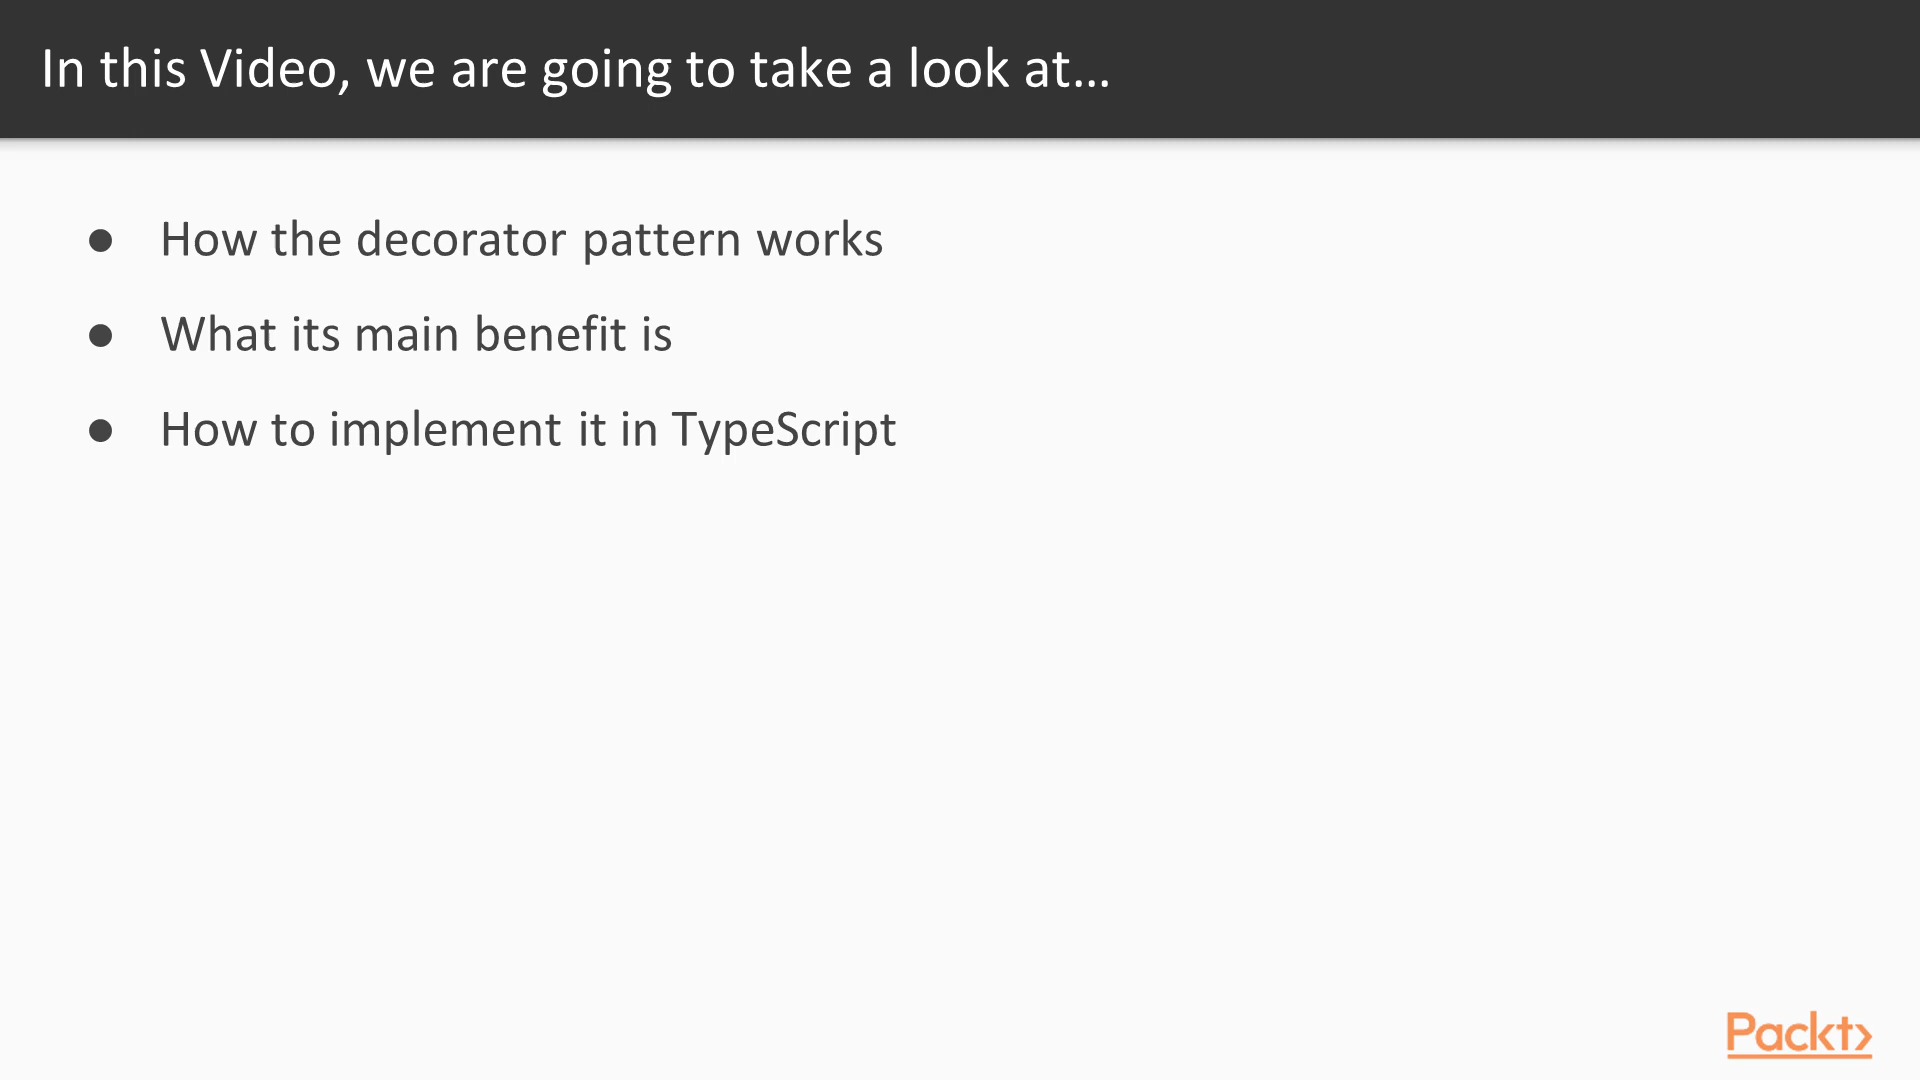 In this Video, we are going to take a look at...
● How the decorator pattern works
● What its main benefit is
● How to implement it in TypeScript
Packt>